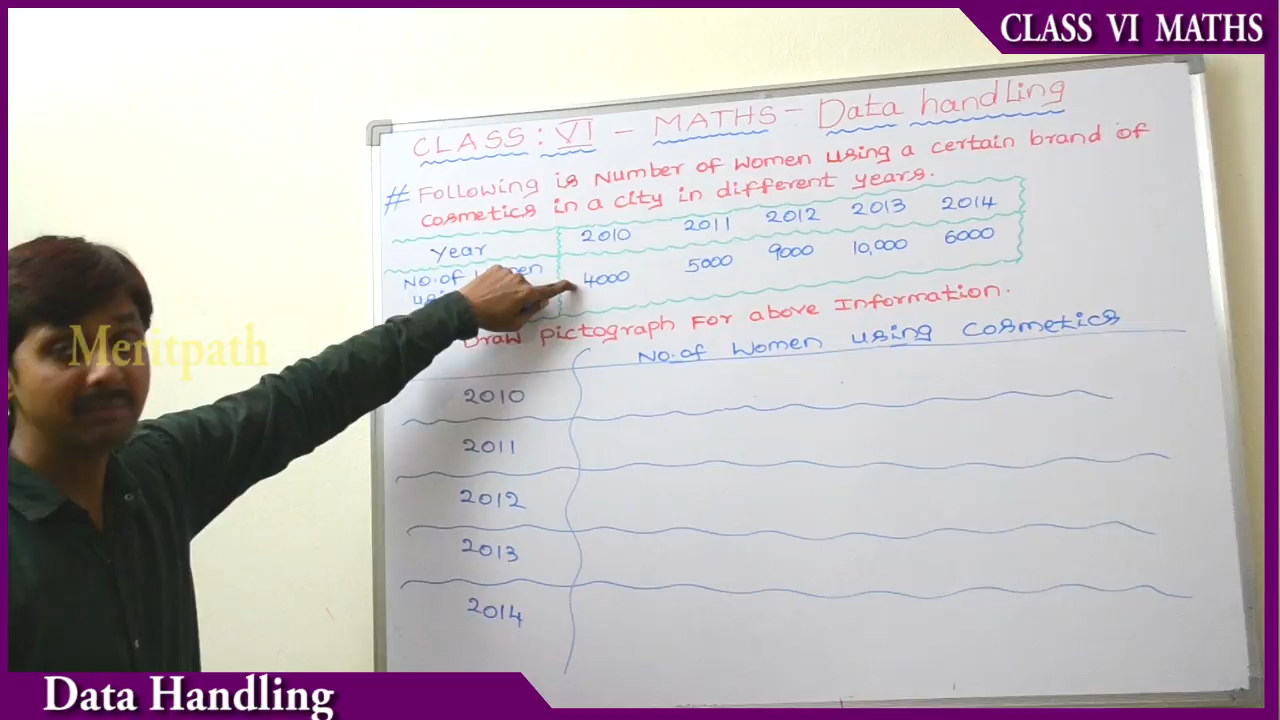 CLASS VI MATHS
CLASS: VI - MATHS - Data handling
# Following is Number of Women using a certain brand of
cosmetics in a city in different years.
Year 2010 2011 2012 2013 2014
No. of 4000 5000 9000 10,000 6000
Draw pictograph For above Information.
No. of Women using Cosmetics
2010
2011
2012
2013
2014
Meritpath
Data Handling